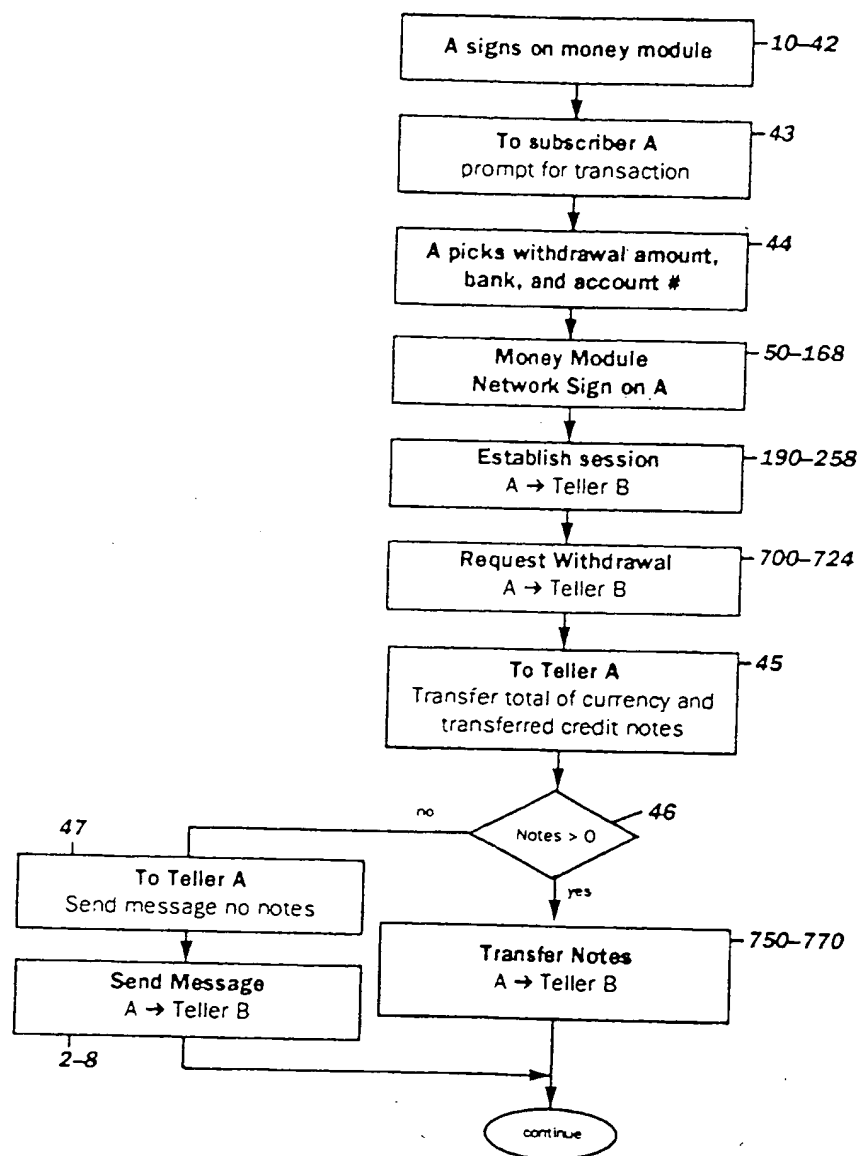 A signs on money module
10–42
To subscriber A
prompt for transaction
43
A picks withdrawal amount,
bank, and account #
44
Money Module
Network Sign on A
50–168
Establish session
A → Teller B
190–258
Request Withdrawal
A → Teller B
700–724
To Teller A
Transfer total of currency and
transferred credit notes
45
Notes > 0
46
no
yes
47
To Teller A
Send message no notes
Send Message
A → Teller B
2–8
Transfer Notes
A → Teller B
750–770
continue